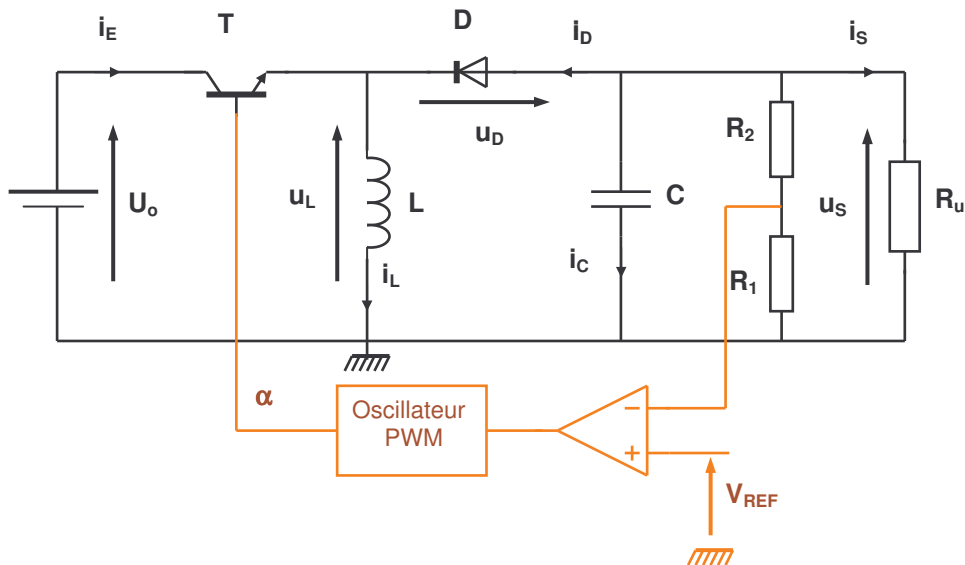 iE
T
D
iD
iS
Uo
uL
L
uD
C
R2
uS
Ru
iL
iC
R1
α
Oscillateur
PWM
−
+
VREF